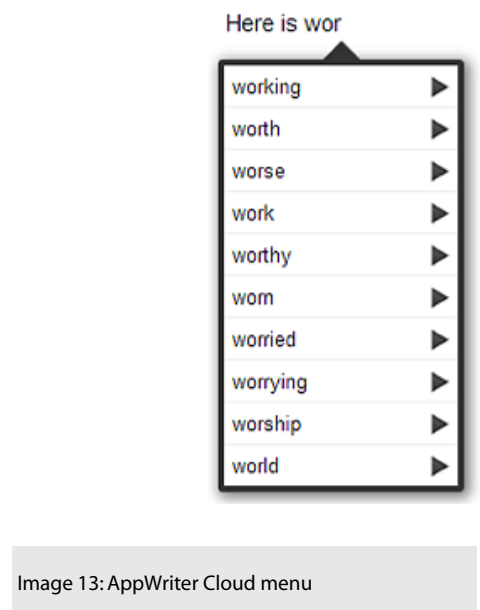 Here is wor
working
worth
worse
work
worthy
worn
worried
worrying
worship
world
Image 13: AppWriter Cloud menu